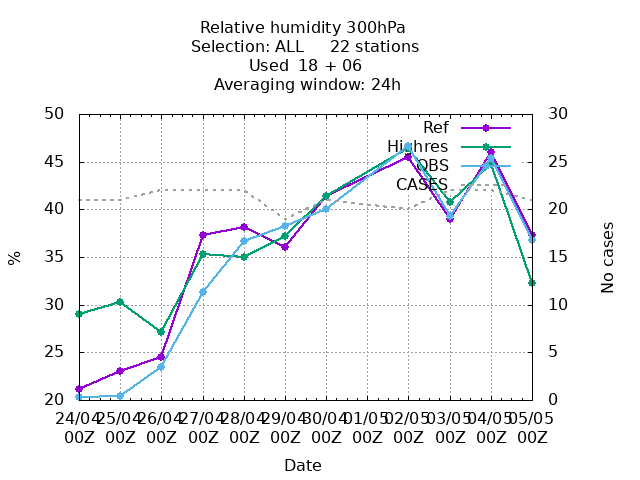 Relative humidity 300hPa
Selection: ALL 22 stations
Used 18 + 06
Averaging window: 24h
50 30
Ref
Highres
45 25
OBS
CASES
40 20
35 15
30 10
25 5
20 0
% No cases
24/04 25/04 26/04 27/04 28/04 29/04 30/04 01/05 02/05 03/05 04/05 05/05
00Z 00Z 00Z 00Z 00Z 00Z 00Z 00Z 00Z 00Z 00Z 00Z
Date